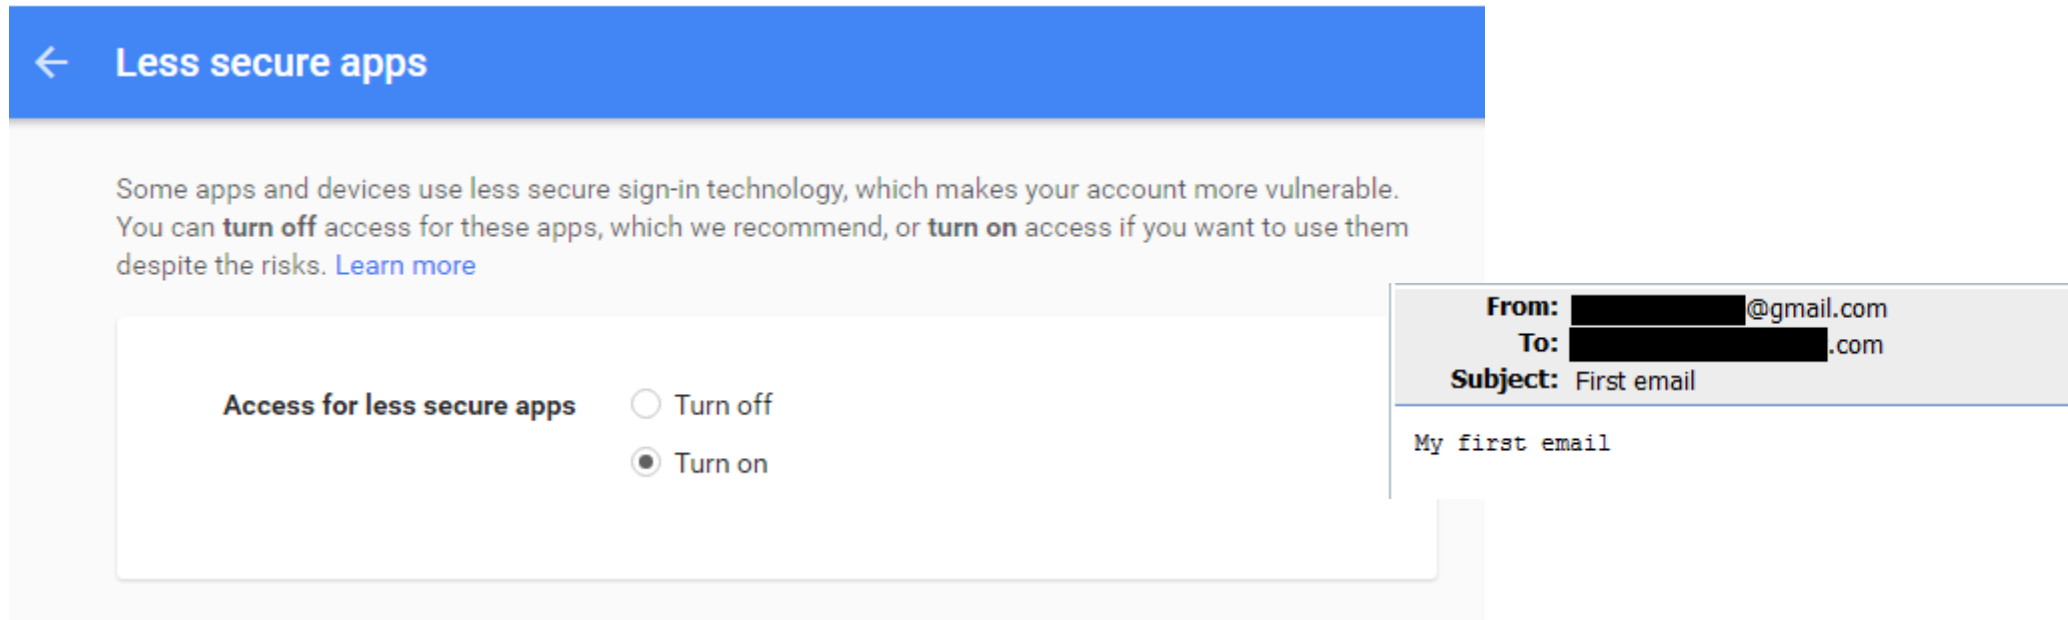 Less secure apps
Some apps and devices use less secure sign-in technology, which makes your account more vulnerable.
You can turn off access for these apps, which we recommend, or turn on access if you want to use them
despite the risks. Learn more
Access for less secure apps
Turn off
Turn on
From: @gmail.com
To: .com
Subject: First email
My first email